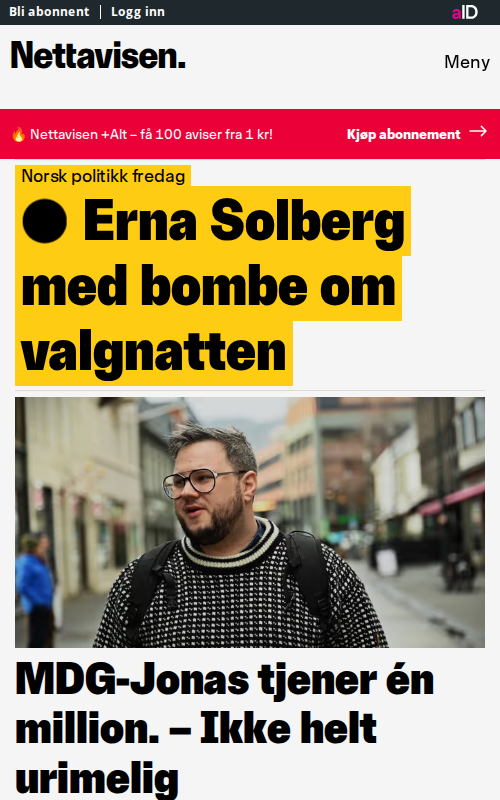 Bli abonnent | Logg inn
aID
Nettavisen.
Meny
🔥 Nettavisen +Alt – få 100 aviser fra 1 kr!
Kjøp abonnement →
Norsk politikk fredag
● Erna Solberg
med bombe om
valgnatten
MDG-Jonas tjener én
million. – Ikke helt
urimelig